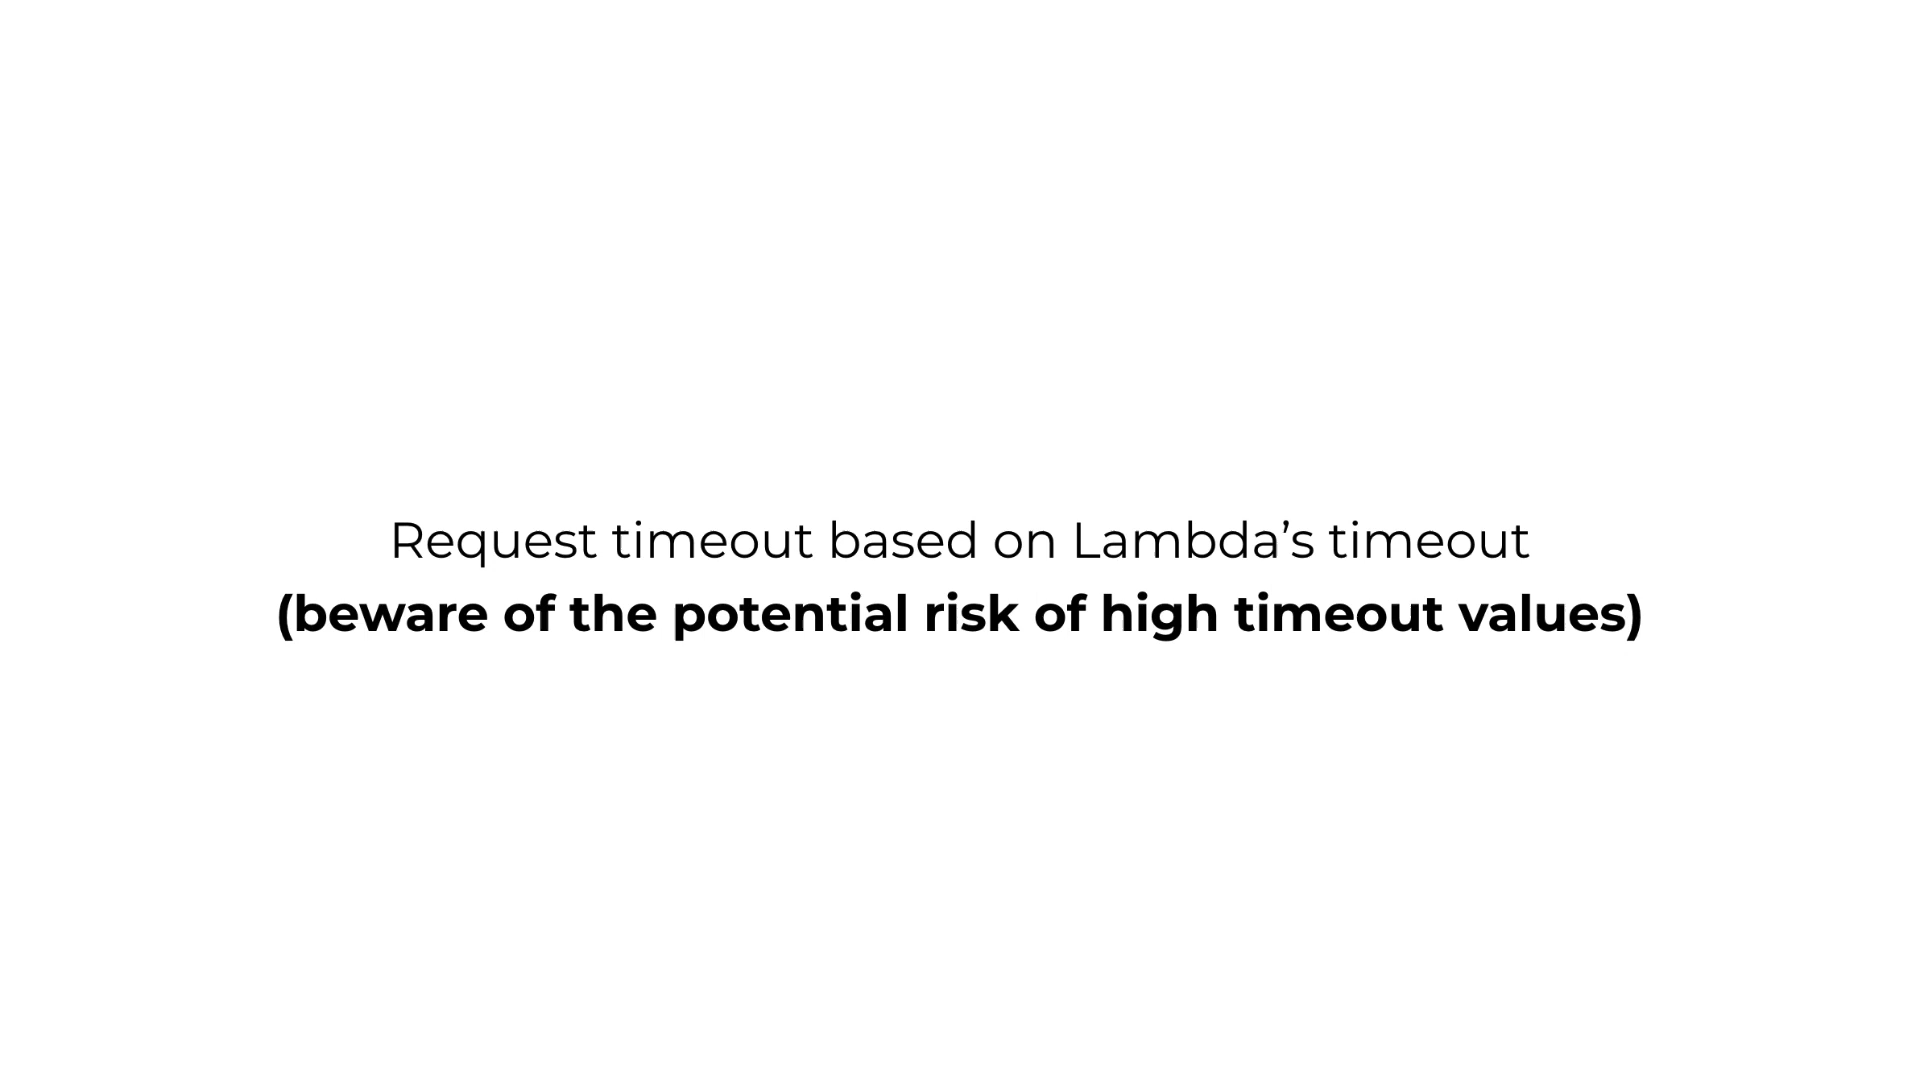 Request timeout based on Lambda’s timeout
(beware of the potential risk of high timeout values)